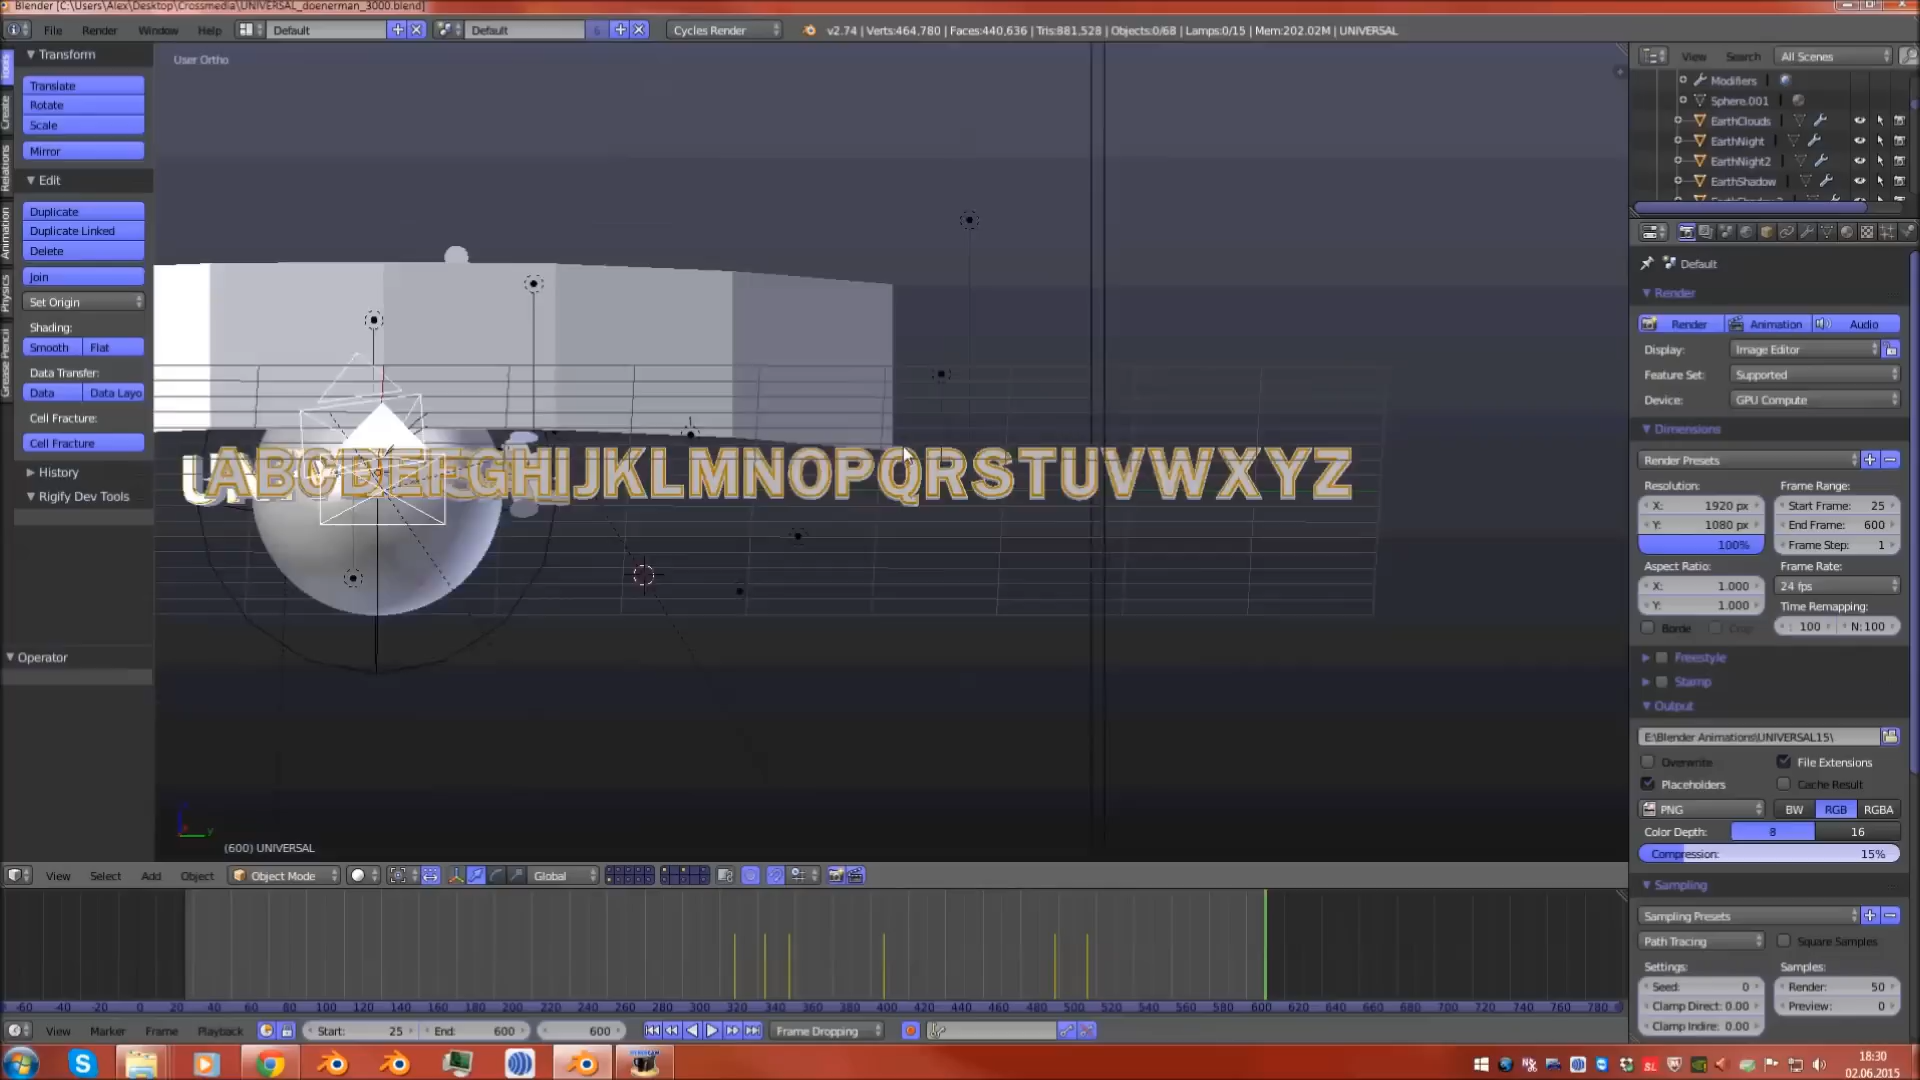 Blender [C:\Users\Alex\Desktop\Crossmedia\UNIVERSAL_doenerman_3000.blend]
File Render Window Help Default Default 6 Cycles Render v2.74 | Verts:464,780 | Faces:440,636 | Tris:881,528 | Objects:0/68 | Lamps:0/15 | Mem:202.02M | UNIVERSAL
Transform
Translate
Rotate
Scale
Mirror
Edit
Duplicate
Duplicate Linked
Delete
Join
Set Origin
Shading:
Smooth Flat
Data Transfer:
Data Data Layo
Cell Fracture:
Cell Fracture
History
Rigify Dev Tools
Operator
Tools
Create
Relations
Animation
Physics
Grease Pencil
User Ortho
ABCDEFGHIJKLMNOPQRSTUVWXYZ
(600) UNIVERSAL
View Search All Scenes
Modifiers
Sphere.001
EarthClouds
EarthNight
EarthNight2
EarthShadow
Default
Render
Render Animation Audio
Display: Image Editor
Feature Set: Supported
Device: GPU Compute
Dimensions
Render Presets
Resolution: Frame Range:
X: 1920 px Start Frame: 25
Y: 1080 px End Frame: 600
100% Frame Step: 1
Aspect Ratio: Frame Rate:
X: 1.000 24 fps
Y: 1.000 Time Remapping:
Borde Crop : 100 N:100
Freestyle
Stamp
Output
E:\Blender Animations\UNIVERSAL15\
Overwrite File Extensions
Placeholders Cache Result
PNG BW RGB RGBA
Color Depth: 8 16
Compression: 15%
Sampling
Sampling Presets
Path Tracing Square Samples
Settings: Samples:
Seed: 0 Render: 50
Clamp Direct: 0.00 Preview: 0
Clamp Indire: 0.00
View Select Add Object Object Mode Global
-60 -40 -20 0 20 40 60 80 100 120 140 160 180 200 220 240 260 280 300 320 340 360 380 400 420 440 460 480 500 520 540 560 580 600 620 640 660 680 700 720 740 760 780
View Marker Frame Playback Start: 25 End: 600 600 Frame Dropping
18:30
02.06.2015